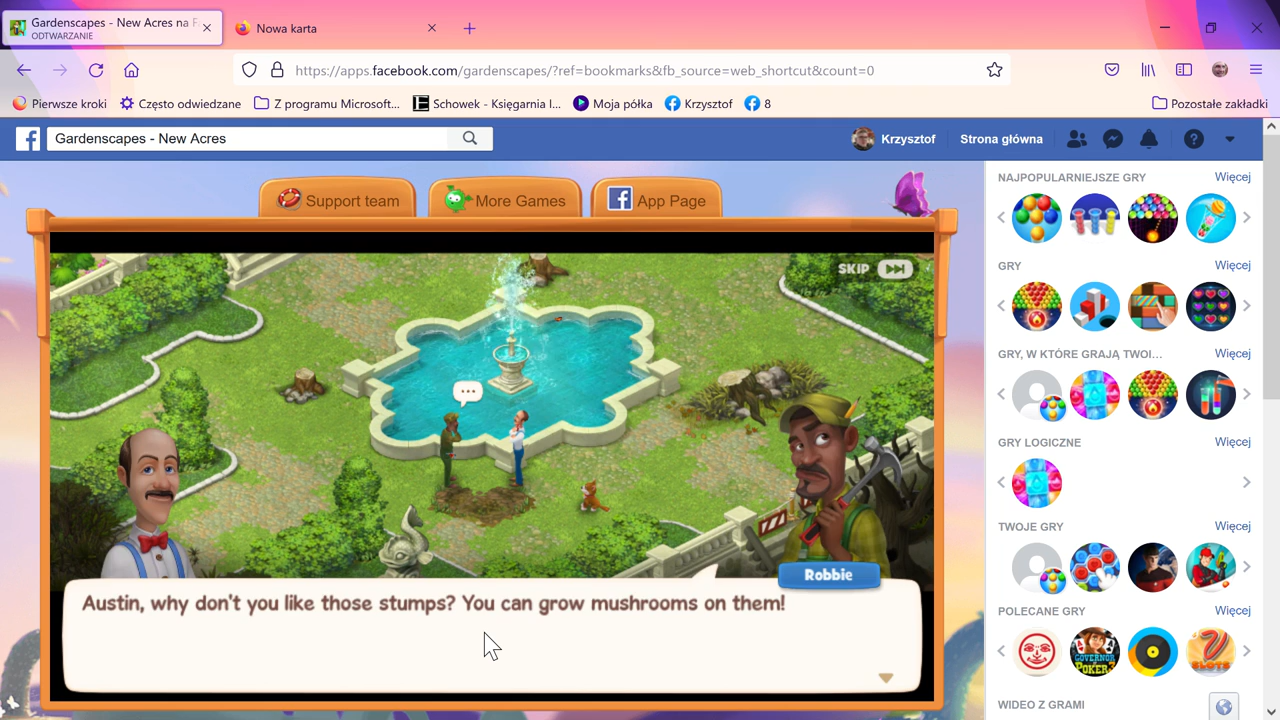 Gardenscapes - New Acres na F
ODTWARZANIE
Nowa karta
https://apps.facebook.com/gardenscapes/?ref=bookmarks&fb_source=web_shortcut&count=0
Pierwsze kroki
Często odwiedzane
Z programu Microsoft...
Schowek - Księgarnia I...
Moja półka
Krzysztof
8
Pozostałe zakładki
Gardenscapes - New Acres
Krzysztof
Strona główna
Support team
More Games
App Page
SKIP
Robbie
Austin, why don't you like those stumps? You can grow mushrooms on them!
NAJPOPULARNIEJSZE GRY
Więcej
GRY
Więcej
GRY, W KTÓRE GRAJĄ TWOI...
Więcej
GRY LOGICZNE
Więcej
TWOJE GRY
Więcej
POLECANE GRY
Więcej
GOVERNOR
POKER 3
SLOTS
WIDEO Z GRAMI